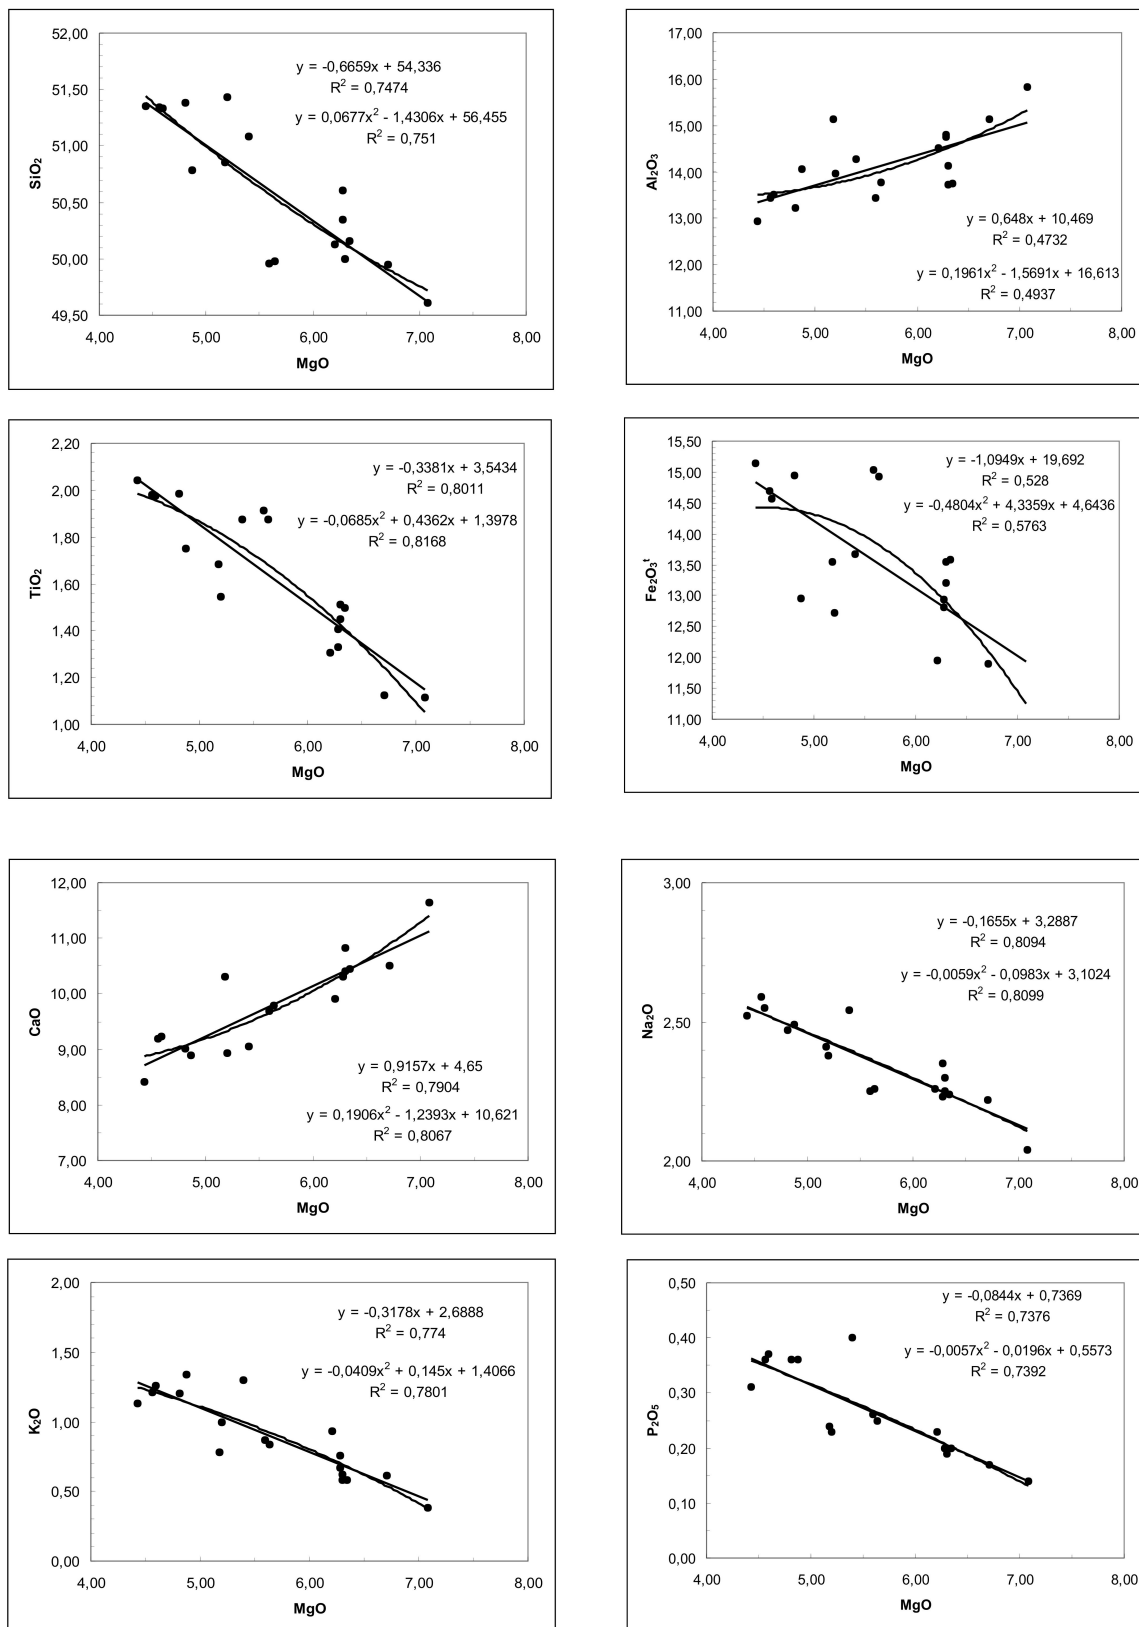 52,00
51,50
51,00
50,50
50,00
49,50
SiO2
y = -0,6659x + 54,336
R2 = 0,7474
y = 0,0677x2 - 1,4306x + 56,455
R2 = 0,751
4,00 5,00 6,00 7,00 8,00
MgO
17,00
16,00
15,00
14,00
13,00
12,00
11,00
Al2O3
y = 0,648x + 10,469
R2 = 0,4732
y = 0,1961x2 - 1,5691x + 16,613
R2 = 0,4937
4,00 5,00 6,00 7,00 8,00
MgO
2,20
2,00
1,80
1,60
1,40
1,20
1,00
TiO2
y = -0,3381x + 3,5434
R2 = 0,8011
y = -0,0685x2 + 0,4362x + 1,3978
R2 = 0,8168
4,00 5,00 6,00 7,00 8,00
MgO
15,50
15,00
14,50
14,00
13,50
13,00
12,50
12,00
11,50
11,00
Fe2O3t
y = -1,0949x + 19,692
R2 = 0,528
y = -0,4804x2 + 4,3359x + 4,6436
R2 = 0,5763
4,00 5,00 6,00 7,00 8,00
MgO
12,00
11,00
10,00
9,00
8,00
7,00
CaO
y = 0,9157x + 4,65
R2 = 0,7904
y = 0,1906x2 - 1,2393x + 10,621
R2 = 0,8067
4,00 5,00 6,00 7,00 8,00
MgO
3,00
2,50
2,00
Na2O
y = -0,1655x + 3,2887
R2 = 0,8094
y = -0,0059x2 - 0,0983x + 3,1024
R2 = 0,8099
4,00 5,00 6,00 7,00 8,00
MgO
2,00
1,50
1,00
0,50
0,00
K2O
y = -0,3178x + 2,6888
R2 = 0,774
y = -0,0409x2 + 0,145x + 1,4066
R2 = 0,7801
4,00 5,00 6,00 7,00 8,00
MgO
0,50
0,40
0,30
0,20
0,10
0,00
P2O5
y = -0,0844x + 0,7369
R2 = 0,7376
y = -0,0057x2 - 0,0196x + 0,5573
R2 = 0,7392
4,00 5,00 6,00 7,00 8,00
MgO